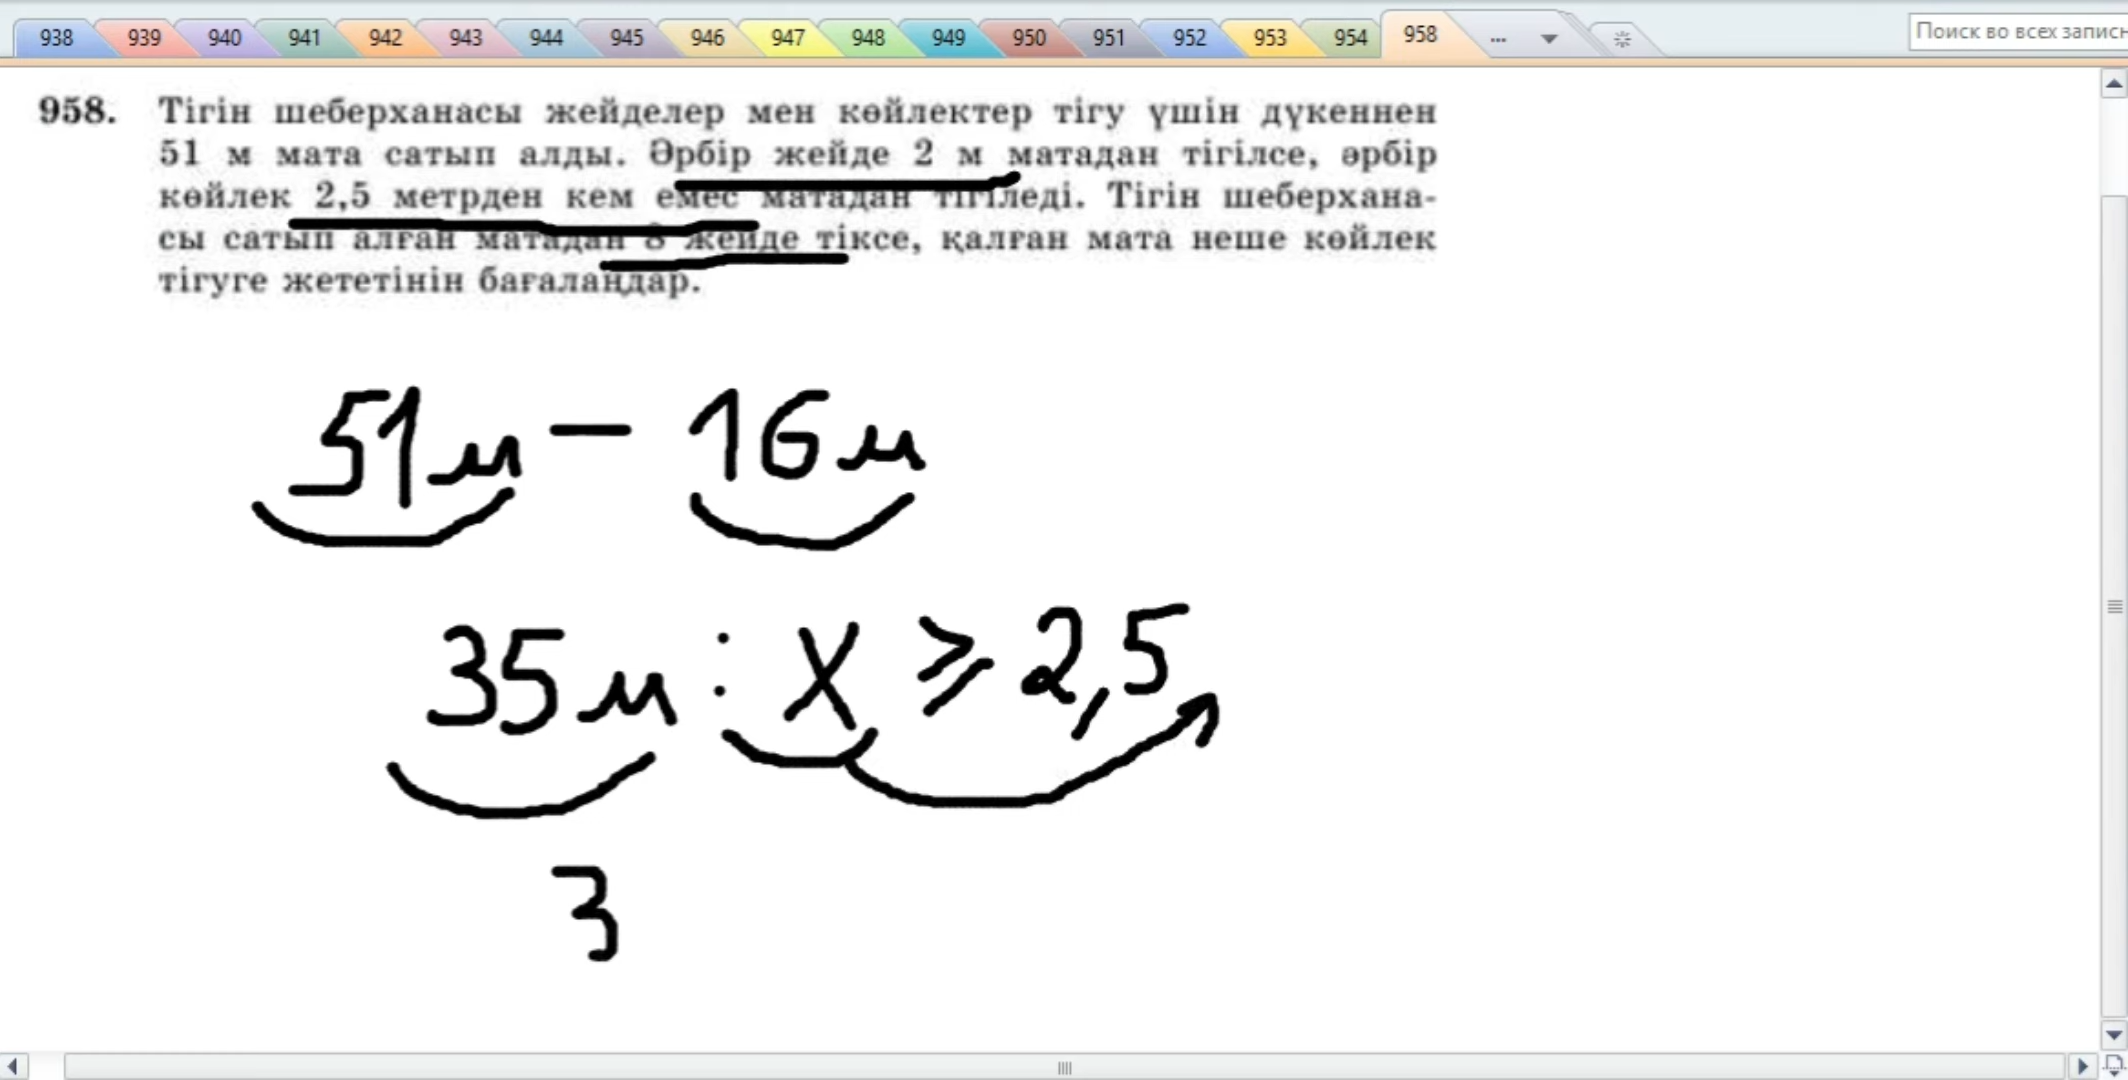 938 939 940 941 942 943 944 945 946 947 948 949 950 951 952 953 954 958 ... Поиск во всех запис
958. Тігін шеберханасы жейделер мен көйлектер тігу үшін дүкеннен
51 м мата сатып алды. Әрбір жейде 2 м матадан тігілсе, әрбір
көйлек 2,5 метрден кем емес матадан тігіледі. Тігін шеберхана-
сы сатып алған матадан 8 жейде тіксе, қалған мата неше көйлек
тігуге жететінін бағалаңдар.
51м – 16м
35м : x ⩾ 2,5
3